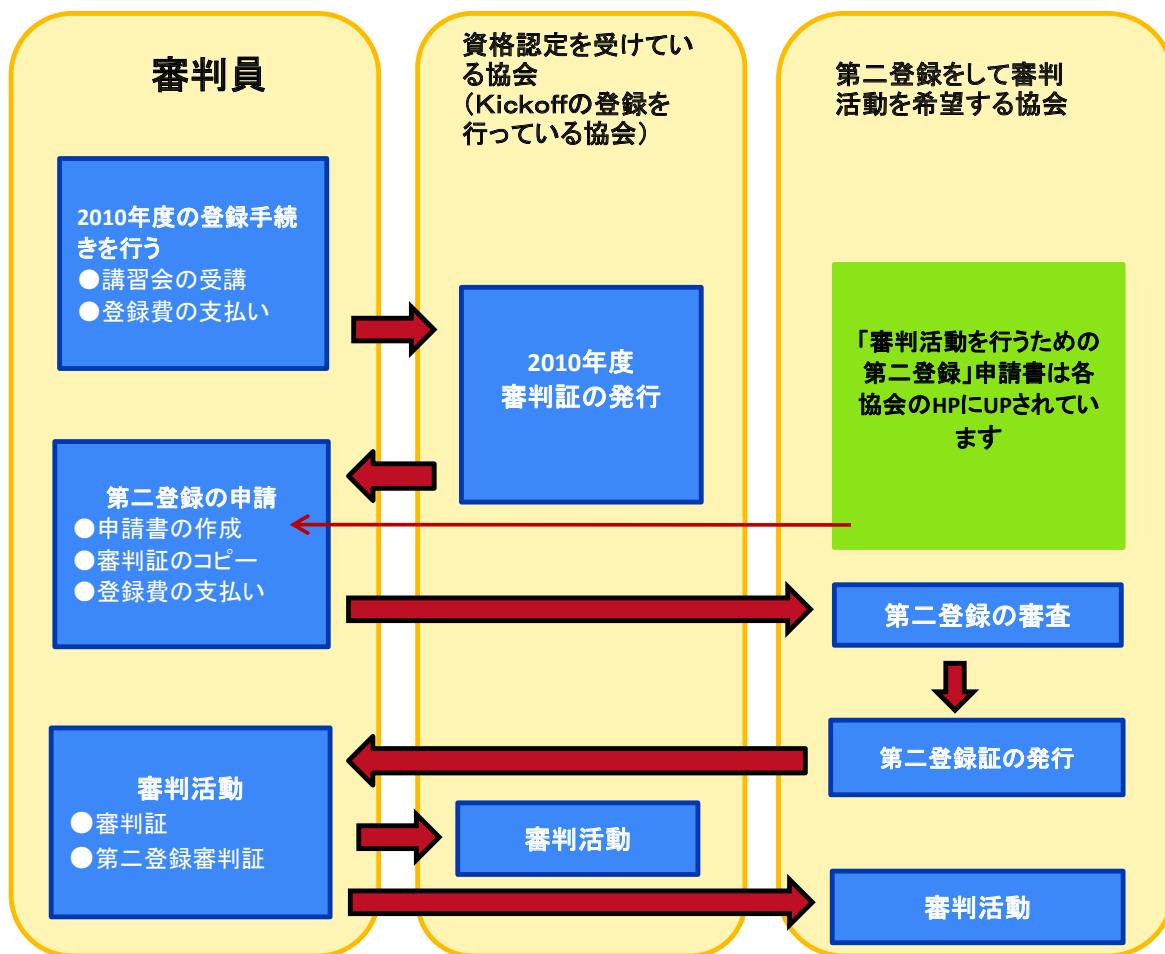 審判員
2010年度の登録手続
きを行う
●講習会の受講
●登録費の支払い
第二登録の申請
●申請書の作成
●審判証のコピー
●登録費の支払い
審判活動
●審判証
●第二登録審判証
資格認定を受けてい
る協会
（Kickoffの登録を
行っている協会）
2010年度
審判証の発行
審判活動
第二登録をして審判
活動を希望する協会
「審判活動を行うための
第二登録」申請書は各
協会のHPにUPされてい
ます
第二登録の審査
第二登録証の発行
審判活動